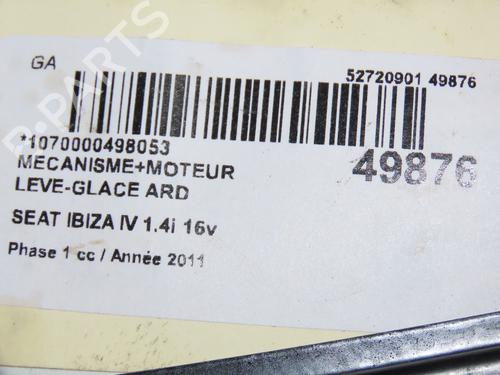 GA
52720901 49876
*1070000498053
49876
MECANISME+MOTEUR
LEVE-GLACE ARD
SEAT IBIZA IV 1.4i 16v
Phase 1 cc / Année 2011
B-PARTS